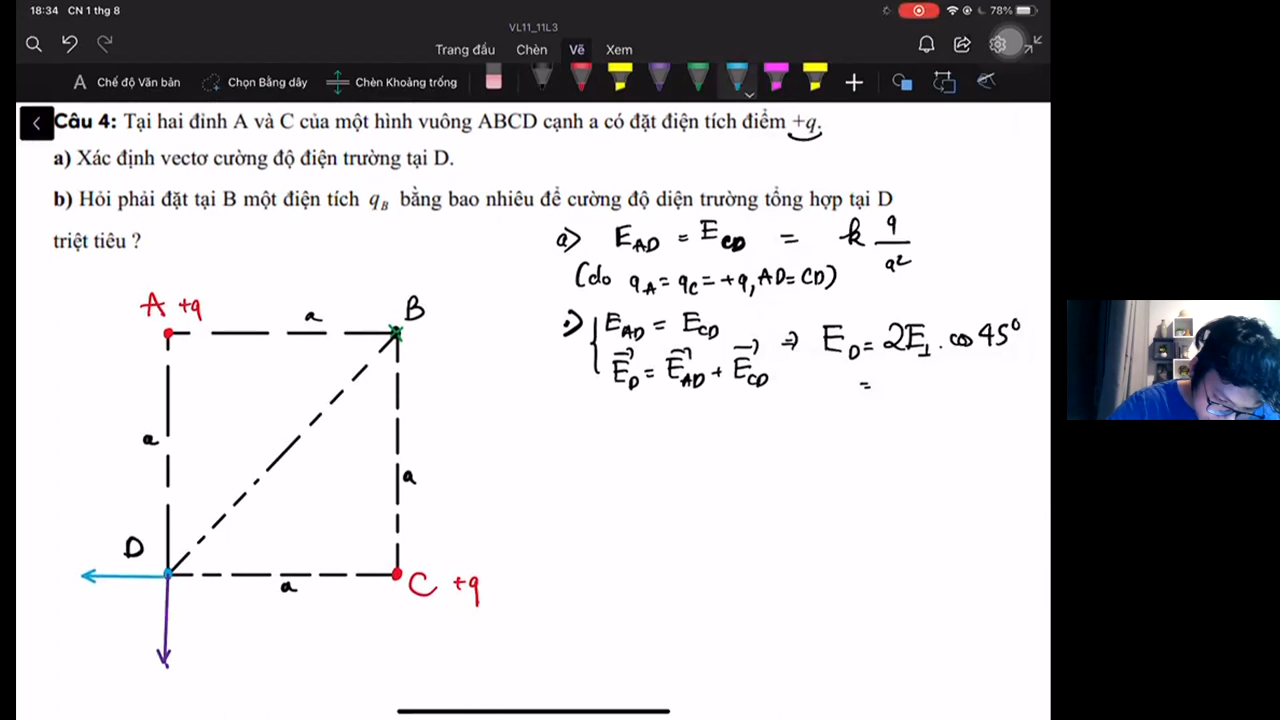 18:34 CN 1 thg 8
78%
VL11_11L3
Trang đầu Chèn Vẽ Xem
Chế độ Văn bản Chọn Bằng dây Chèn Khoảng trống
Câu 4: Tại hai đỉnh A và C của một hình vuông ABCD cạnh a có đặt điện tích điểm +q.
a) Xác định vectơ cường độ điện trường tại D.
b) Hỏi phải đặt tại B một điện tích q_B bằng bao nhiêu để cường độ diện trường tổng hợp tại D
triệt tiêu ?
a) E_AD = E_CD = k q/a²
(do q_A = q_C = +q, AD = CD)
E_AD = E_CD
\vec{E}_D = \vec{E}_AD + \vec{E}_CD ⇒ E_D = 2E_1 . cos 45°
=
A +q a B
a a
D a C +q